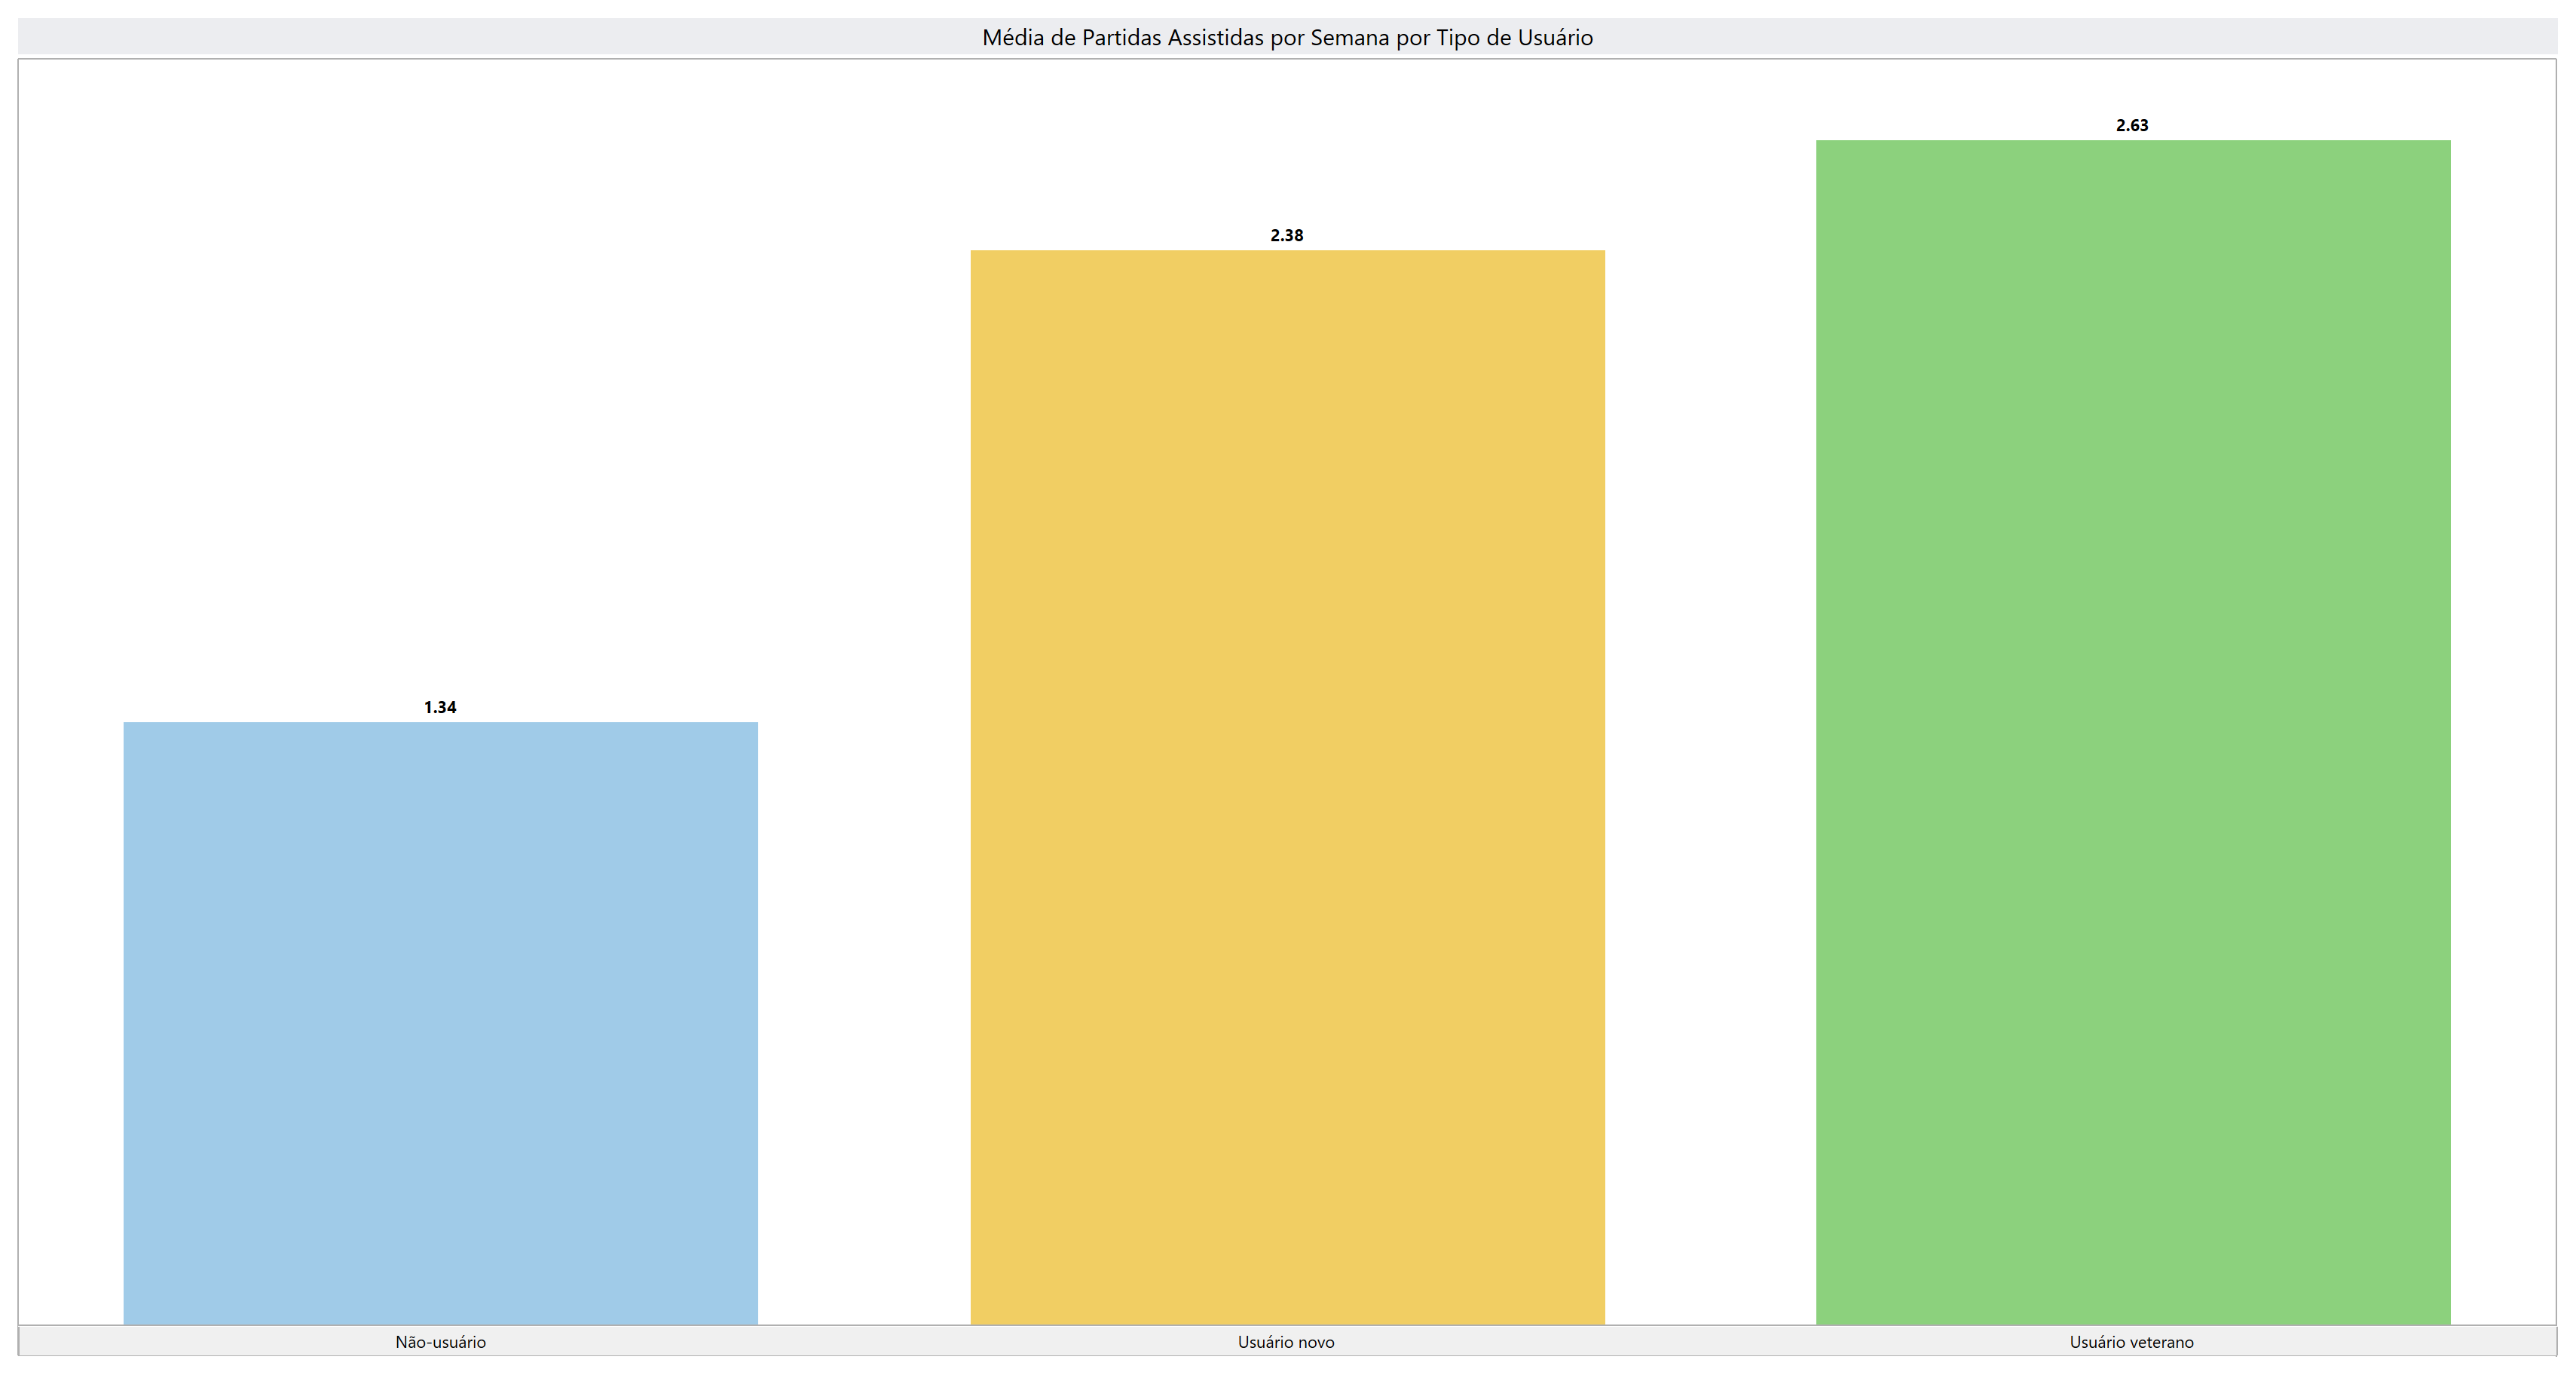 Média de Partidas Assistidas por Semana por Tipo de Usuário
2.63
2.38
1.34
Não-usuário
Usuário novo
Usuário veterano